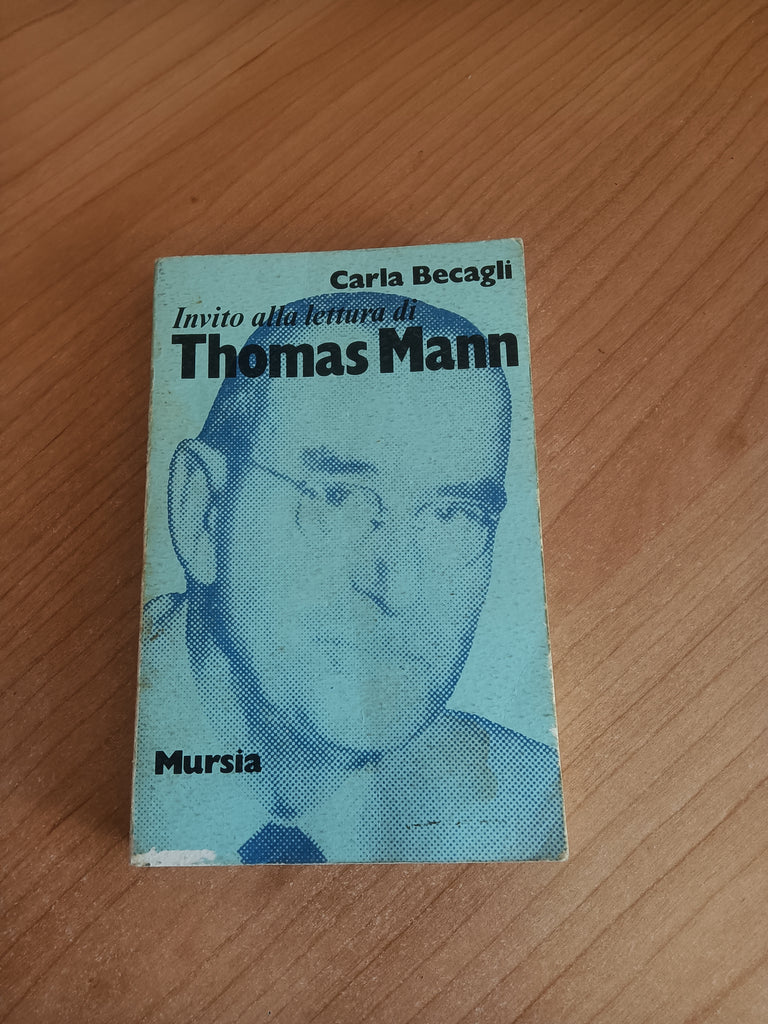 Carla Becagli
Invito alla lettura di
Thomas Mann
Mursia